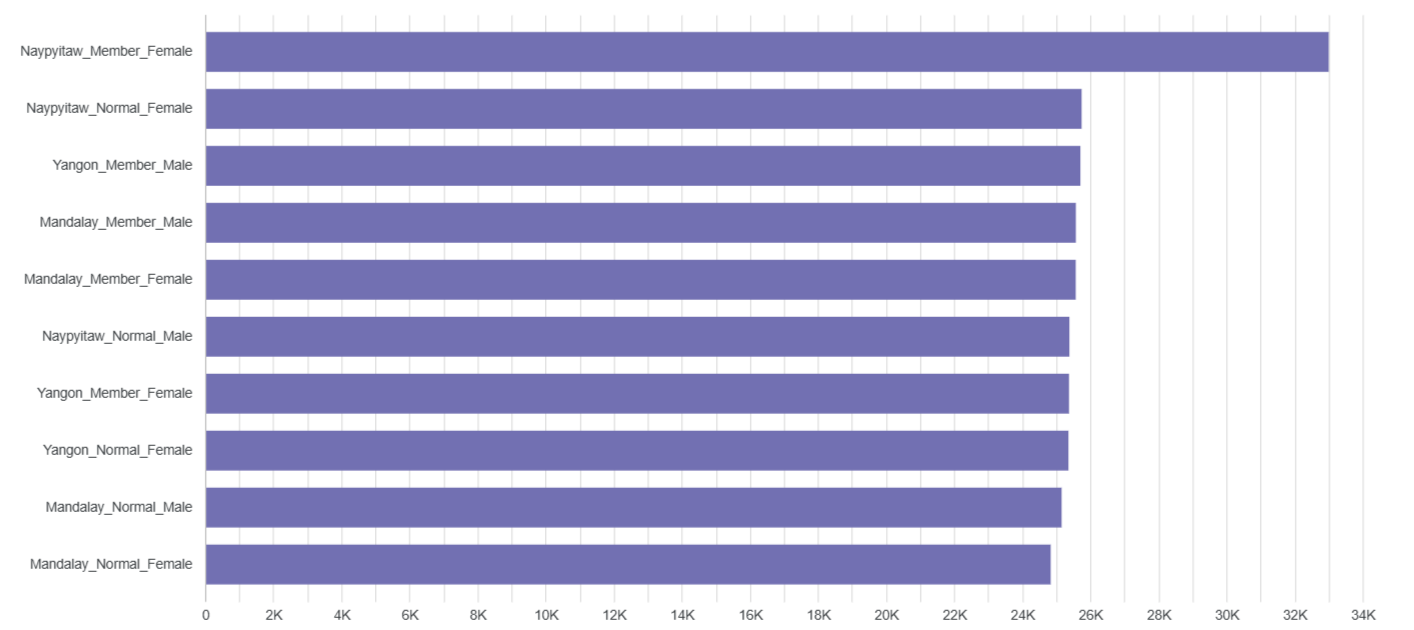 Naypyitaw_Member_Female
Naypyitaw_Normal_Female
Yangon_Member_Male
Mandalay_Member_Male
Mandalay_Member_Female
Naypyitaw_Normal_Male
Yangon_Member_Female
Yangon_Normal_Female
Mandalay_Normal_Male
Mandalay_Normal_Female
0 2K 4K 6K 8K 10K 12K 14K 16K 18K 20K 22K 24K 26K 28K 30K 32K 34K